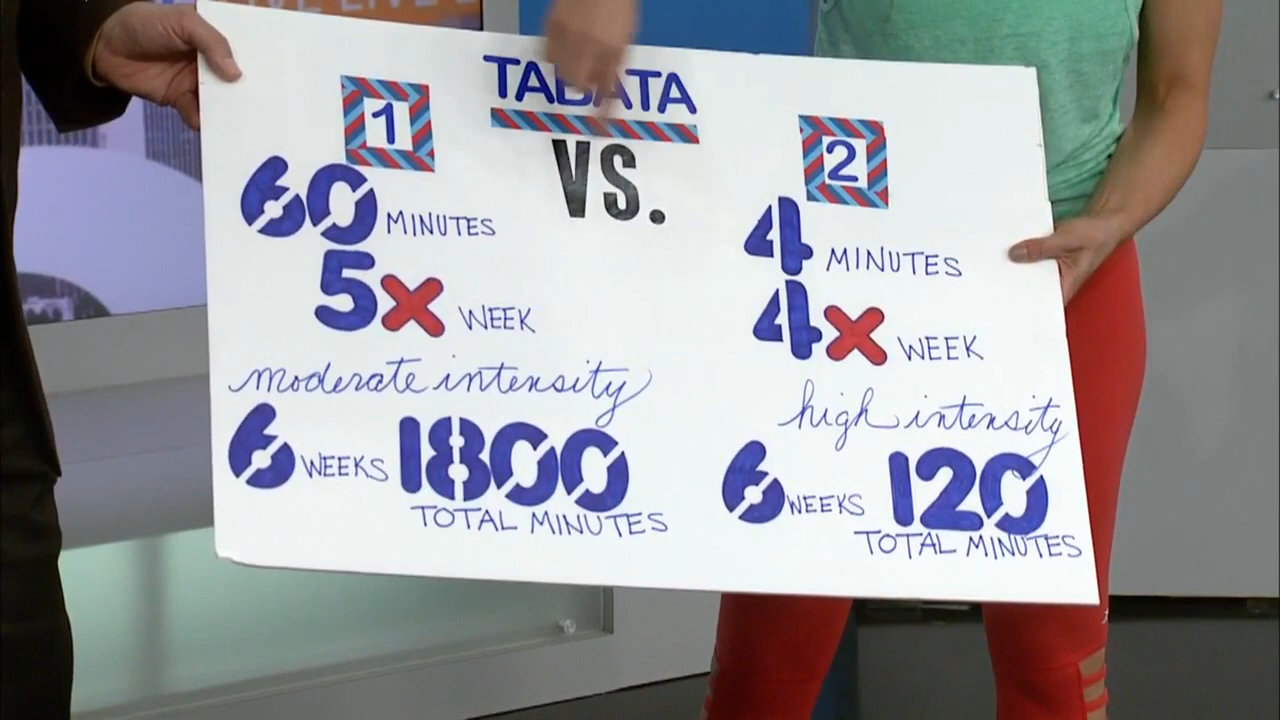 TABATA
VS.
1
60 MINUTES
5x WEEK
moderate intensity
6 WEEKS 1800
TOTAL MINUTES
2
4 MINUTES
4x WEEK
high intensity
6 WEEKS 120
TOTAL MINUTES